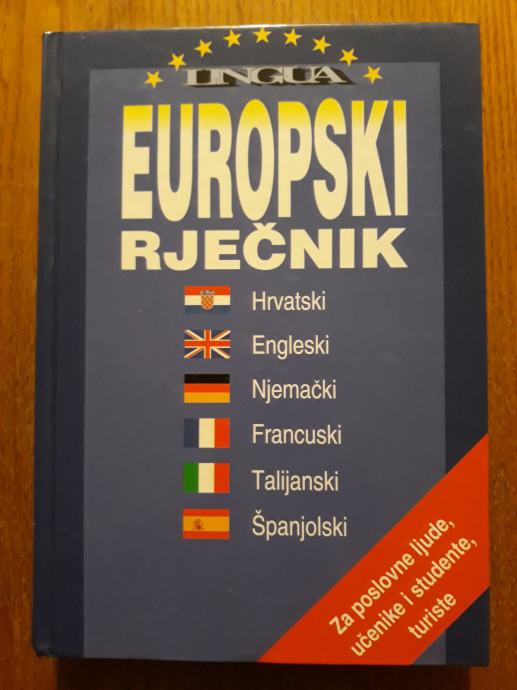 LINGUA
EUROPSKI
RJEČNIK
Hrvatski
Engleski
Njemački
Francuski
Talijanski
Španjolski
Za poslovne ljude,
učenike i studente,
turiste